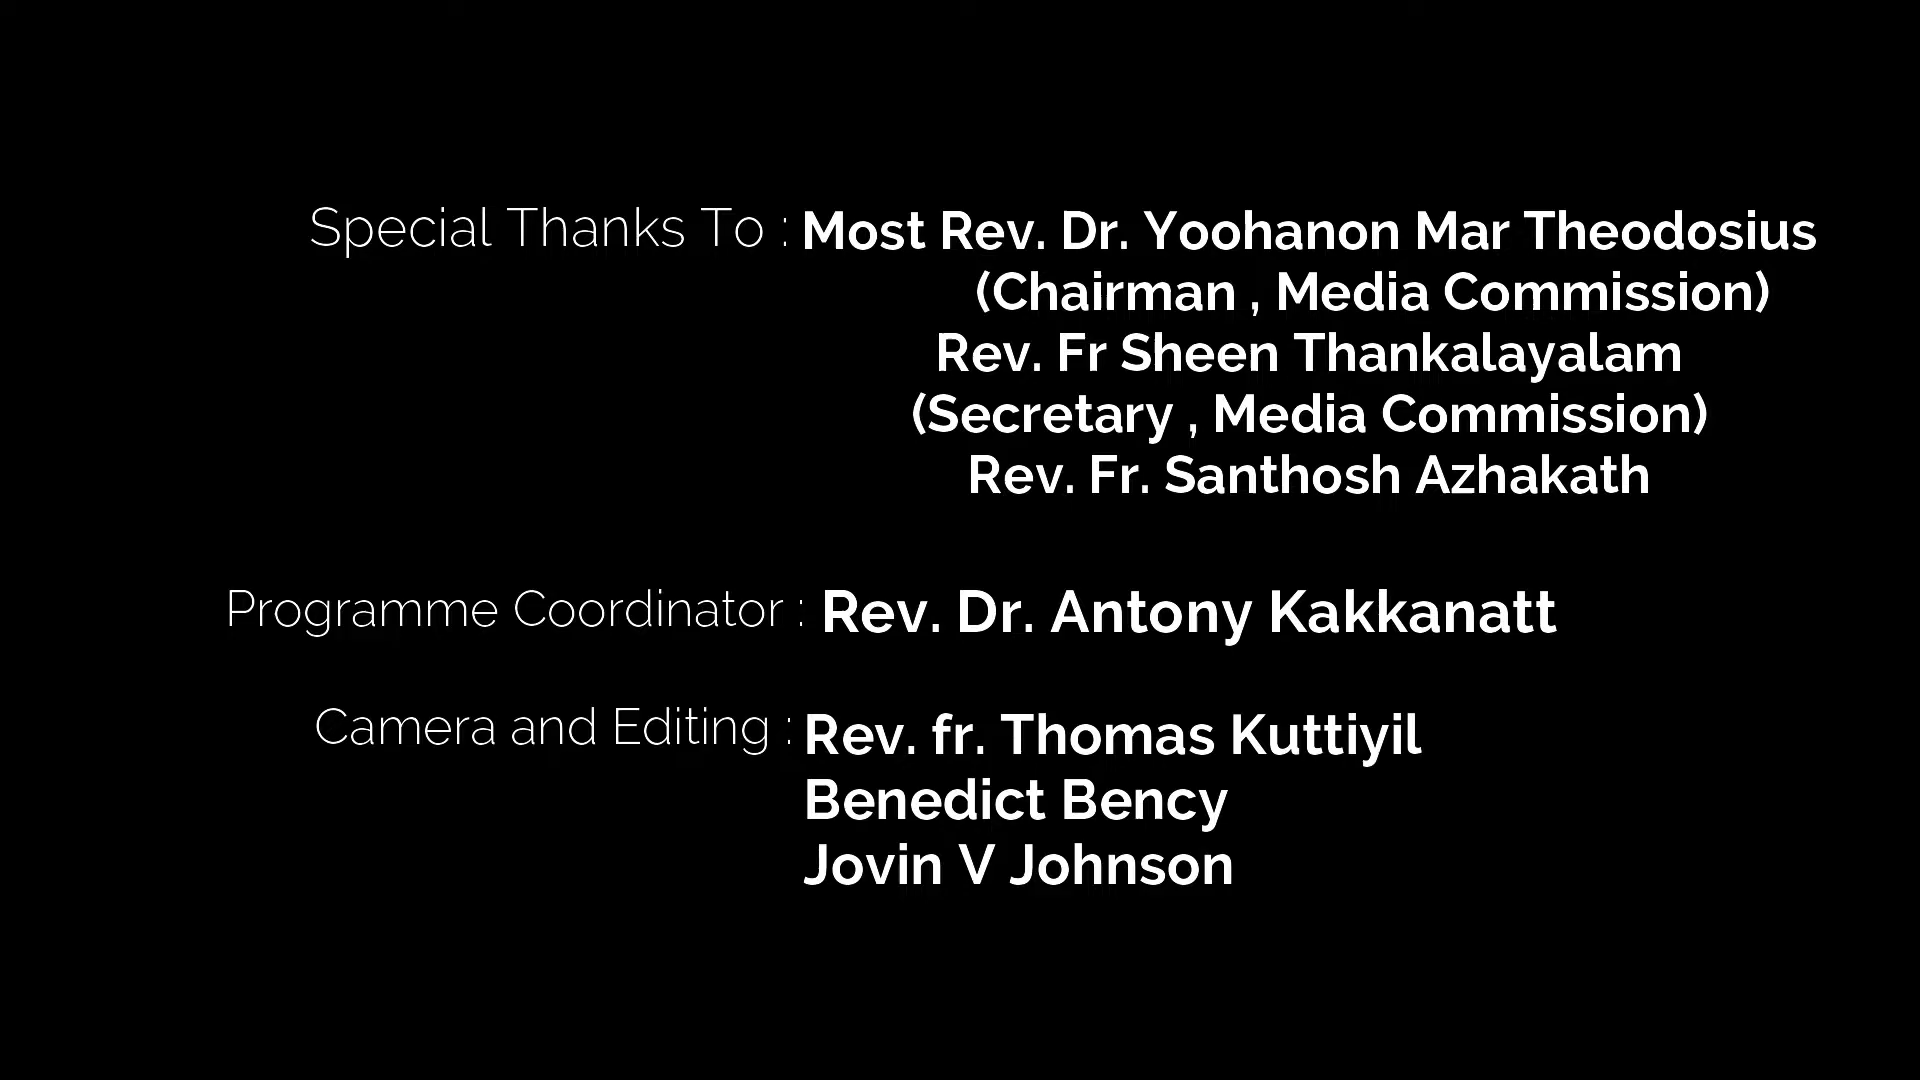 Special Thanks To : Most Rev. Dr. Yoohanon Mar Theodosius
(Chairman , Media Commission)
Rev. Fr Sheen Thankalayalam
(Secretary , Media Commission)
Rev. Fr. Santhosh Azhakath
Programme Coordinator : Rev. Dr. Antony Kakkanatt
Camera and Editing : Rev. fr. Thomas Kuttiyil
Benedict Bency
Jovin V Johnson